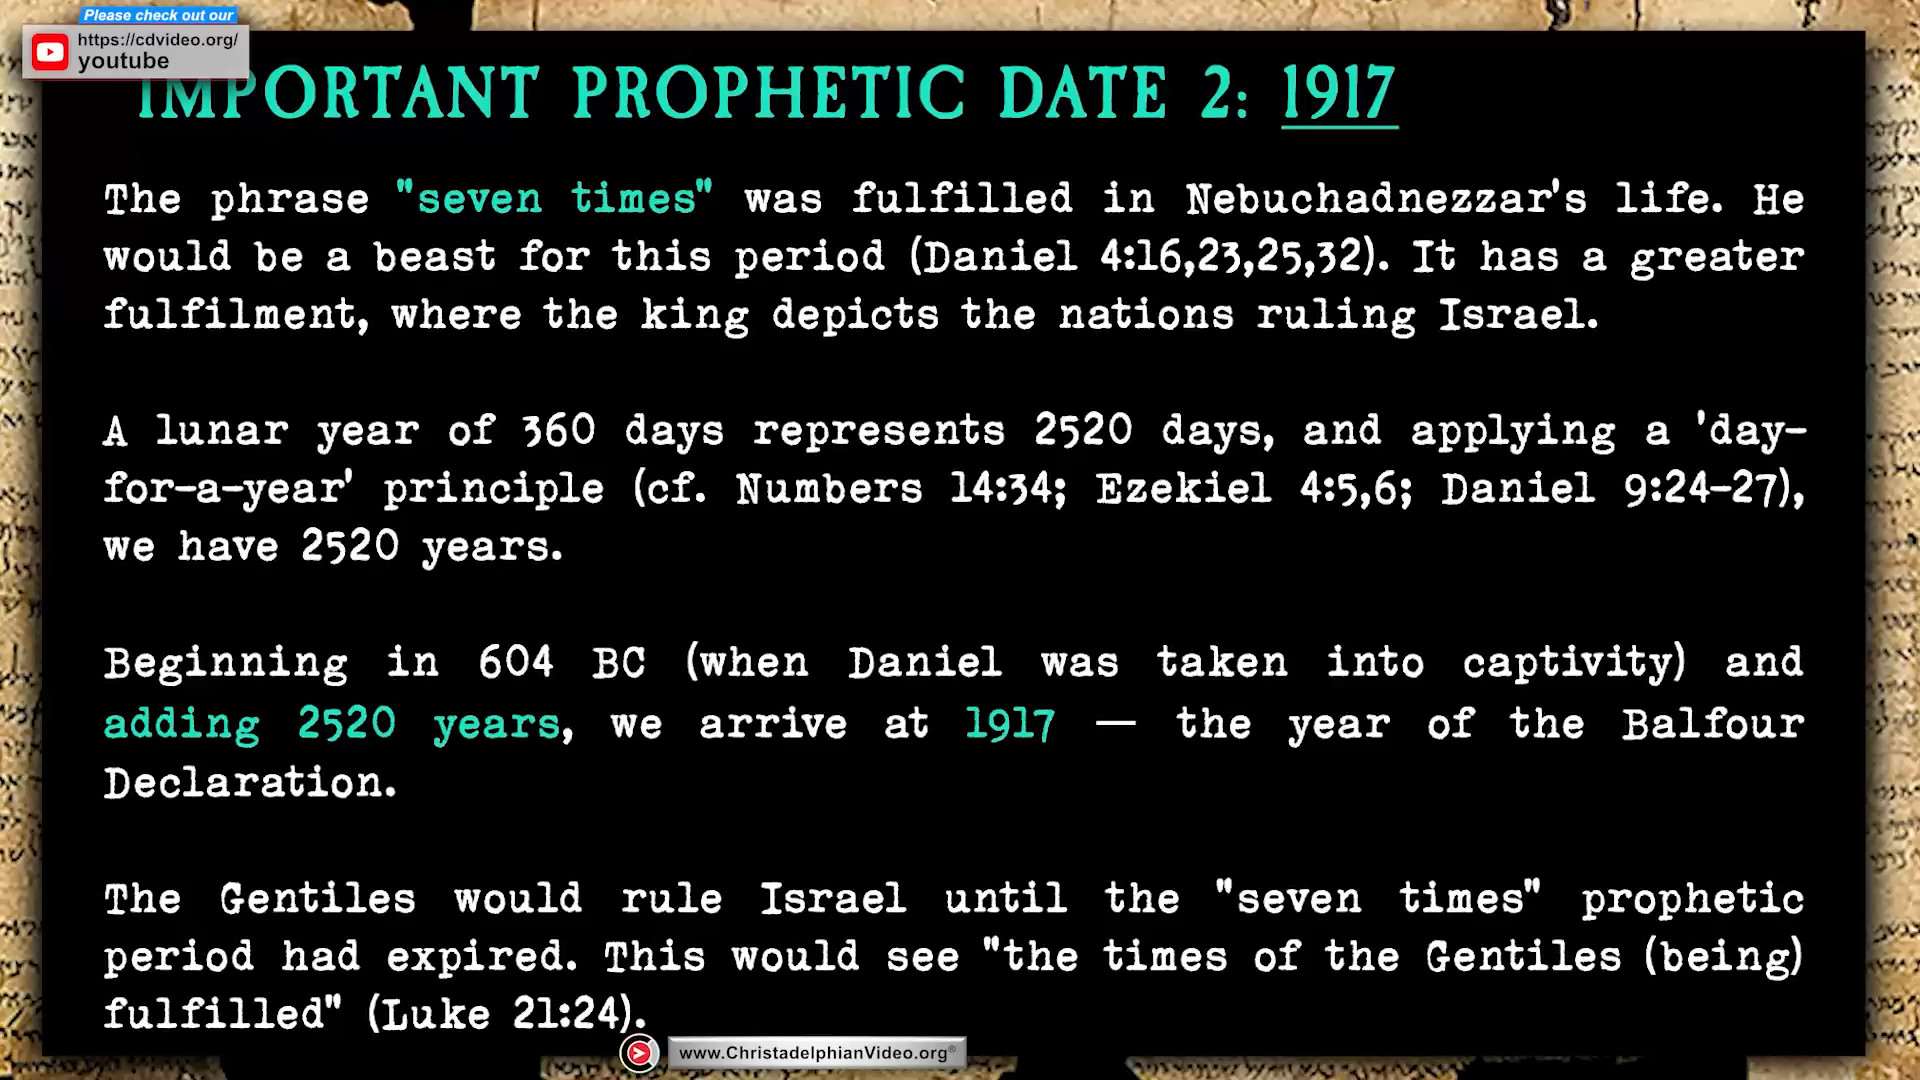 Please check out our
https://cdvideo.org/
youtube
IMPORTANT PROPHETIC DATE 2: 1917
The phrase "seven times" was fulfilled in Nebuchadnezzar's life. He
would be a beast for this period (Daniel 4:16,23,25,32). It has a greater
fulfilment, where the king depicts the nations ruling Israel.
A lunar year of 360 days represents 2520 days, and applying a 'day-
for-a-year' principle (cf. Numbers 14:34; Ezekiel 4:5,6; Daniel 9:24-27),
we have 2520 years.
Beginning in 604 BC (when Daniel was taken into captivity) and
adding 2520 years, we arrive at 1917 — the year of the Balfour
Declaration.
The Gentiles would rule Israel until the "seven times" prophetic
period had expired. This would see "the times of the Gentiles (being)
fulfilled" (Luke 21:24).
www.ChristadelphianVideo.org®